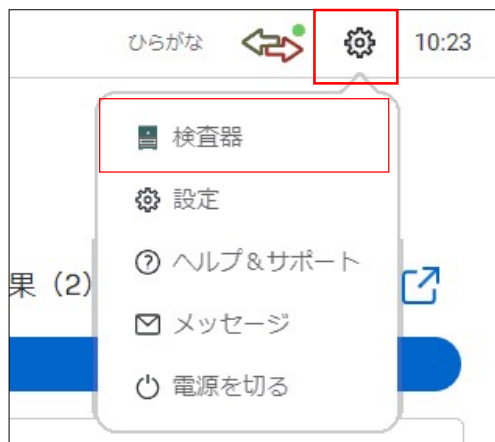 ひらがな 10:23
検査器
設定
ヘルプ&サポート
果（2）
メッセージ
電源を切る